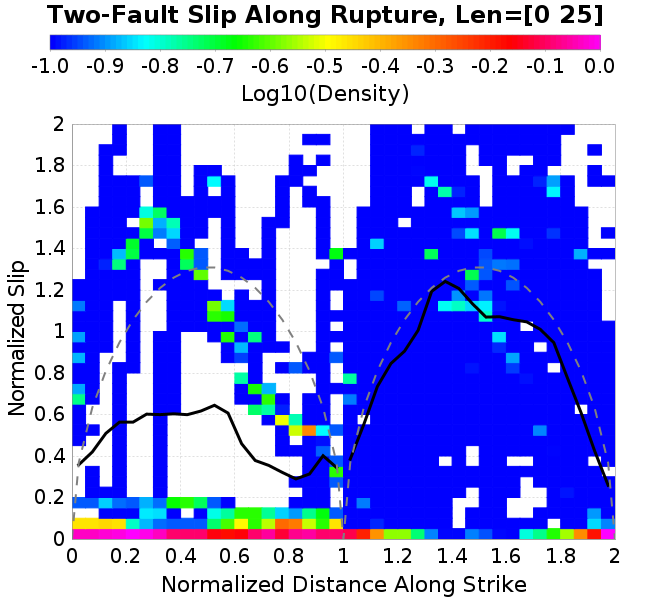 Two-Fault Slip Along Rupture, Len=[0 25]
-1.0 -0.9 -0.8 -0.7 -0.6 -0.5 -0.4 -0.3 -0.2 -0.1 0.0
Log10(Density)
2
1.8
1.6
1.4
1.2
1
0.8
0.6
0.4
0.2
0
Normalized Slip
0 0.2 0.4 0.6 0.8 1 1.2 1.4 1.6 1.8 2
Normalized Distance Along Strike